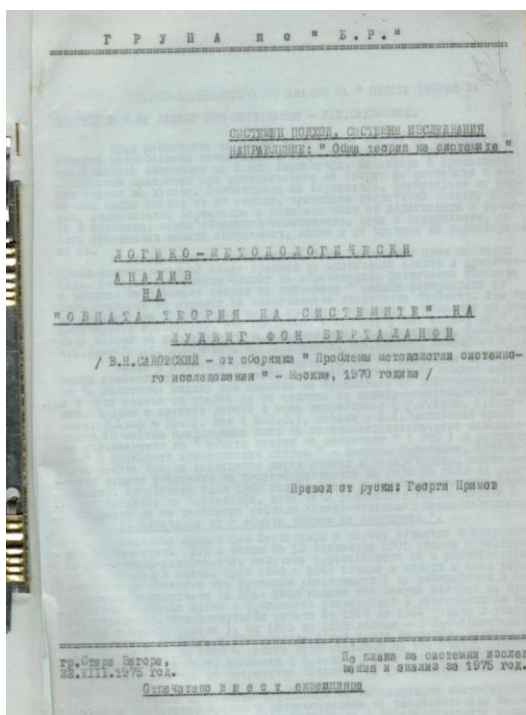 Г Р У П А   П О   " Б. Р. "
СИСТЕМЕН ПОДХОД, СИСТЕМНИ ИЗСЛЕДВАНИЯ
НАПРАВЛЕНИЕ: " Обща теория на системите "
ЛОГИКО-МЕТОДОЛОГИЧЕСКИ
АНАЛИЗ
НА
"ОБЩАТА ТЕОРИЯ НА СИСТЕМИТЕ" НА
ЛУДВИГ ФОН БЕРТАЛАНФИ
/ В.Н.САДОВСКИЙ – от сборника " Проблемы методологии системно-
го исследования " – Москва, 1970 година /
Превод от руски: Георги Примов
гр.Стара Загора,
22.VIII.1975 год.
По плана за системни изслед
вания и анализ за 1975 год.
Отпечатано в шест екземпляра